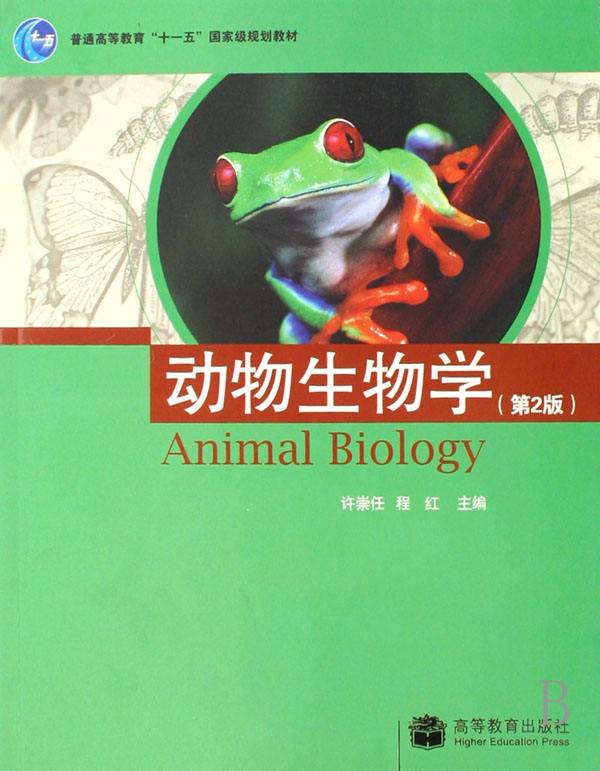 十一五
普通高等教育“十一五”国家级规划教材
动物生物学(第2版)
Animal Biology
许崇任 程 红 主编
B
高等教育出版社
Higher Education Press